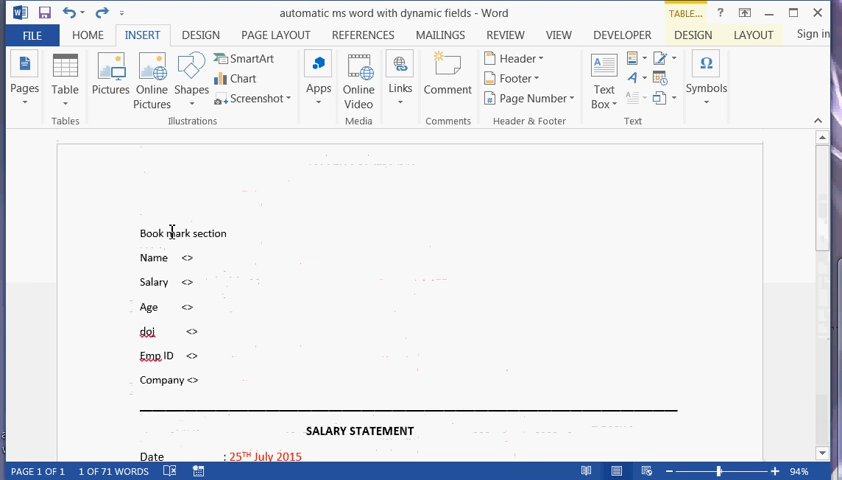 automatic ms word with dynamic fields - Word
TABLE...
?
FILE
HOME
INSERT
DESIGN
PAGE LAYOUT
REFERENCES
MAILINGS
REVIEW
VIEW
DEVELOPER
DESIGN
LAYOUT
Sign in
Pages
Table
Tables
Pictures
Online
Pictures
Shapes
SmartArt
Chart
Screenshot
Illustrations
Apps
Online
Video
Media
Links
Comment
Comments
Header
Footer
Page Number
Header & Footer
Text
Box
Text
Symbols
Book mark section
Name <>
Salary <>
Age <>
doj <>
Emp ID <>
Company <>
SALARY STATEMENT
Date : 25TH July 2015
PAGE 1 OF 1
1 OF 71 WORDS
94%